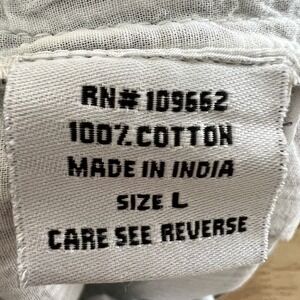 RN# 109662
100% COTTON
MADE IN INDIA
SIZE L
CARE SEE REVERSE